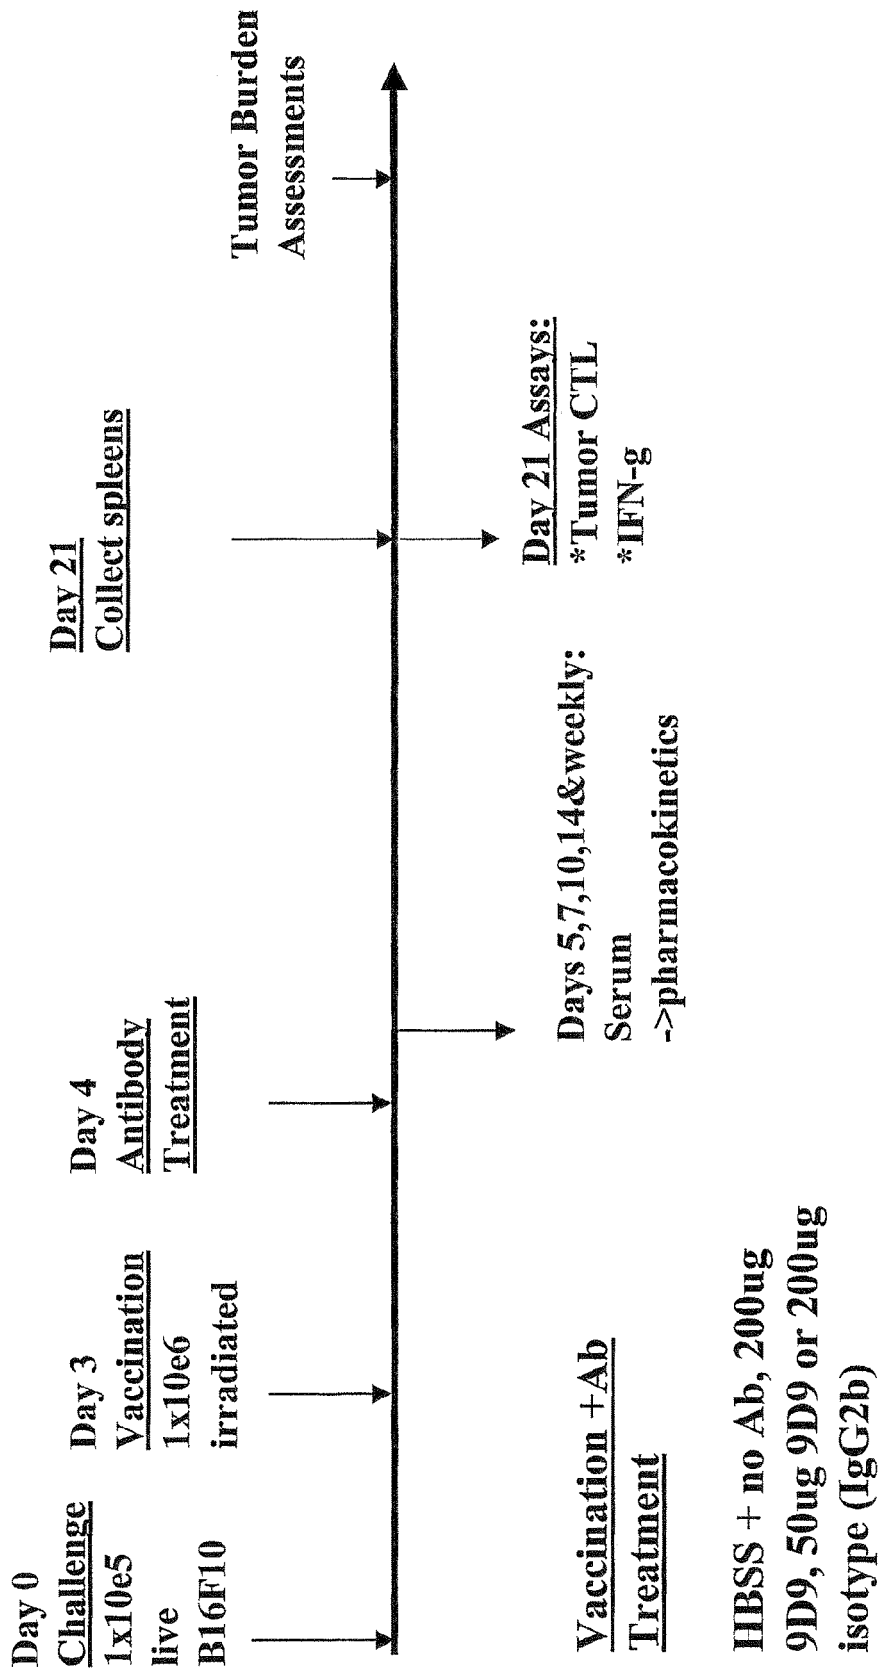 Day 0
Challenge
1x10e5
live
B16F10
Day 3
Vaccination
1x10e6
irradiated
Day 4
Antibody
Treatment
Day 21
Collect spleens
Tumor Burden
Assessments
Days 5,7,10,14&weekly:
Serum
->pharmacokinetics
Day 21 Assays:
*Tumor CTL
*IFN-g
Vaccination +Ab
Treatment
HBSS + no Ab, 200ug
9D9, 50ug 9D9 or 200ug
isotype (IgG2b)